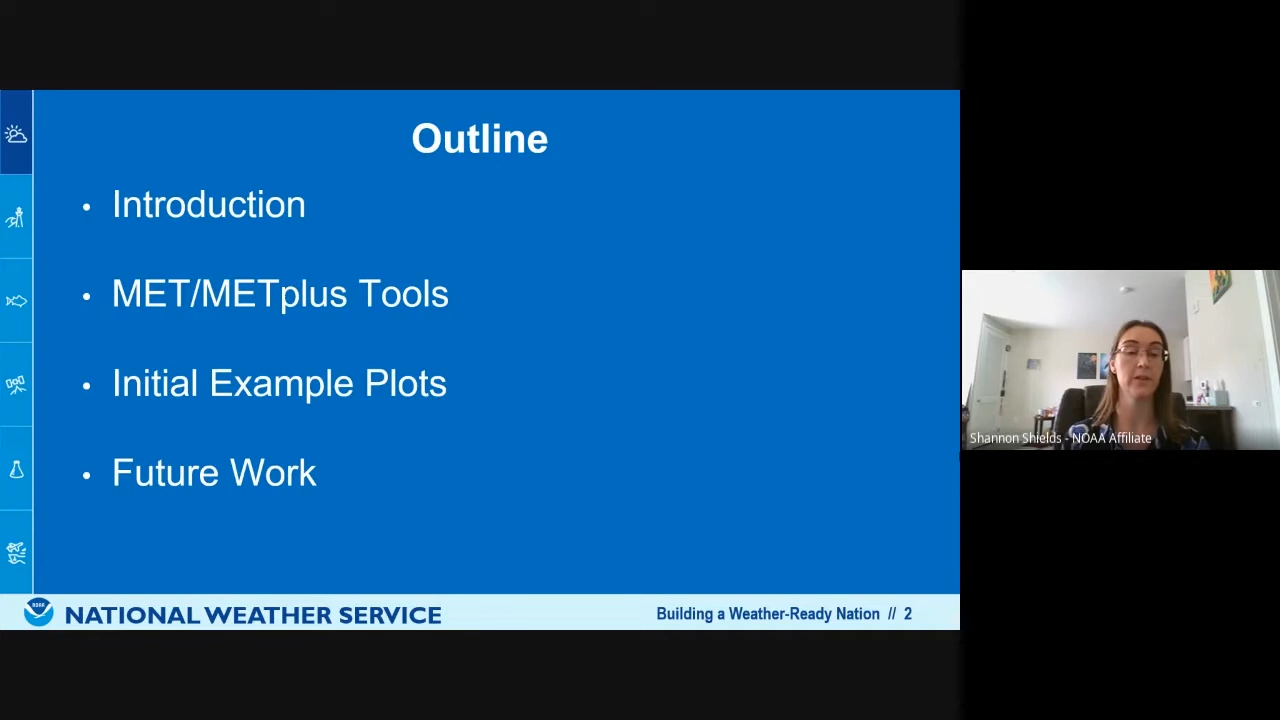 Outline
• Introduction
• MET/METplus Tools
• Initial Example Plots
• Future Work
NATIONAL WEATHER SERVICE
Building a Weather-Ready Nation // 2
Shannon Shields - NOAA Affiliate